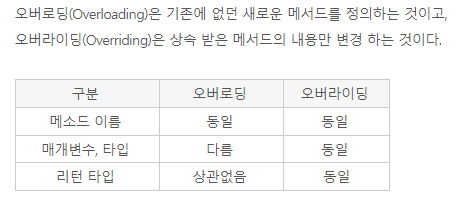 오버로딩(Overloading)은 기존에 없던 새로운 메서드를 정의하는 것이고,
오버라이딩(Overriding)은 상속 받은 메서드의 내용만 변경 하는 것이다.
구분 오버로딩 오버라이딩
메소드 이름 동일 동일
매개변수, 타입 다름 동일
리턴 타입 상관없음 동일